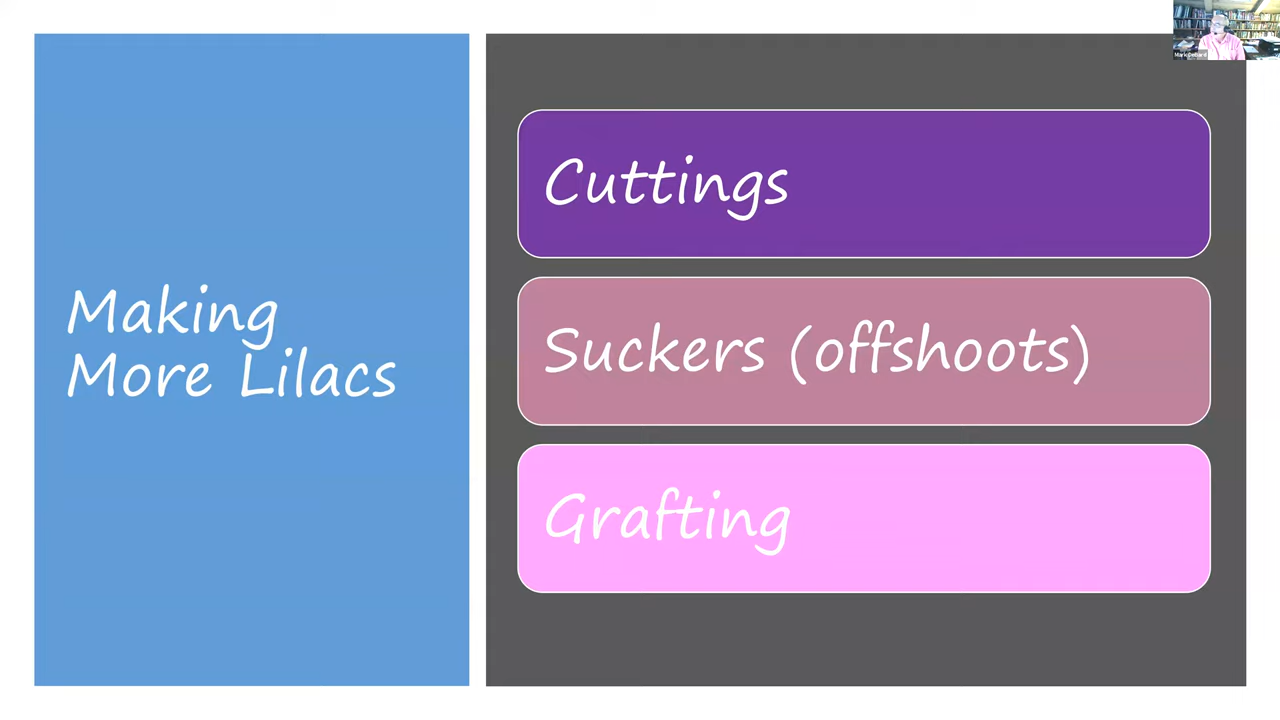 Making
More Lilacs
Cuttings
Suckers (offshoots)
Grafting